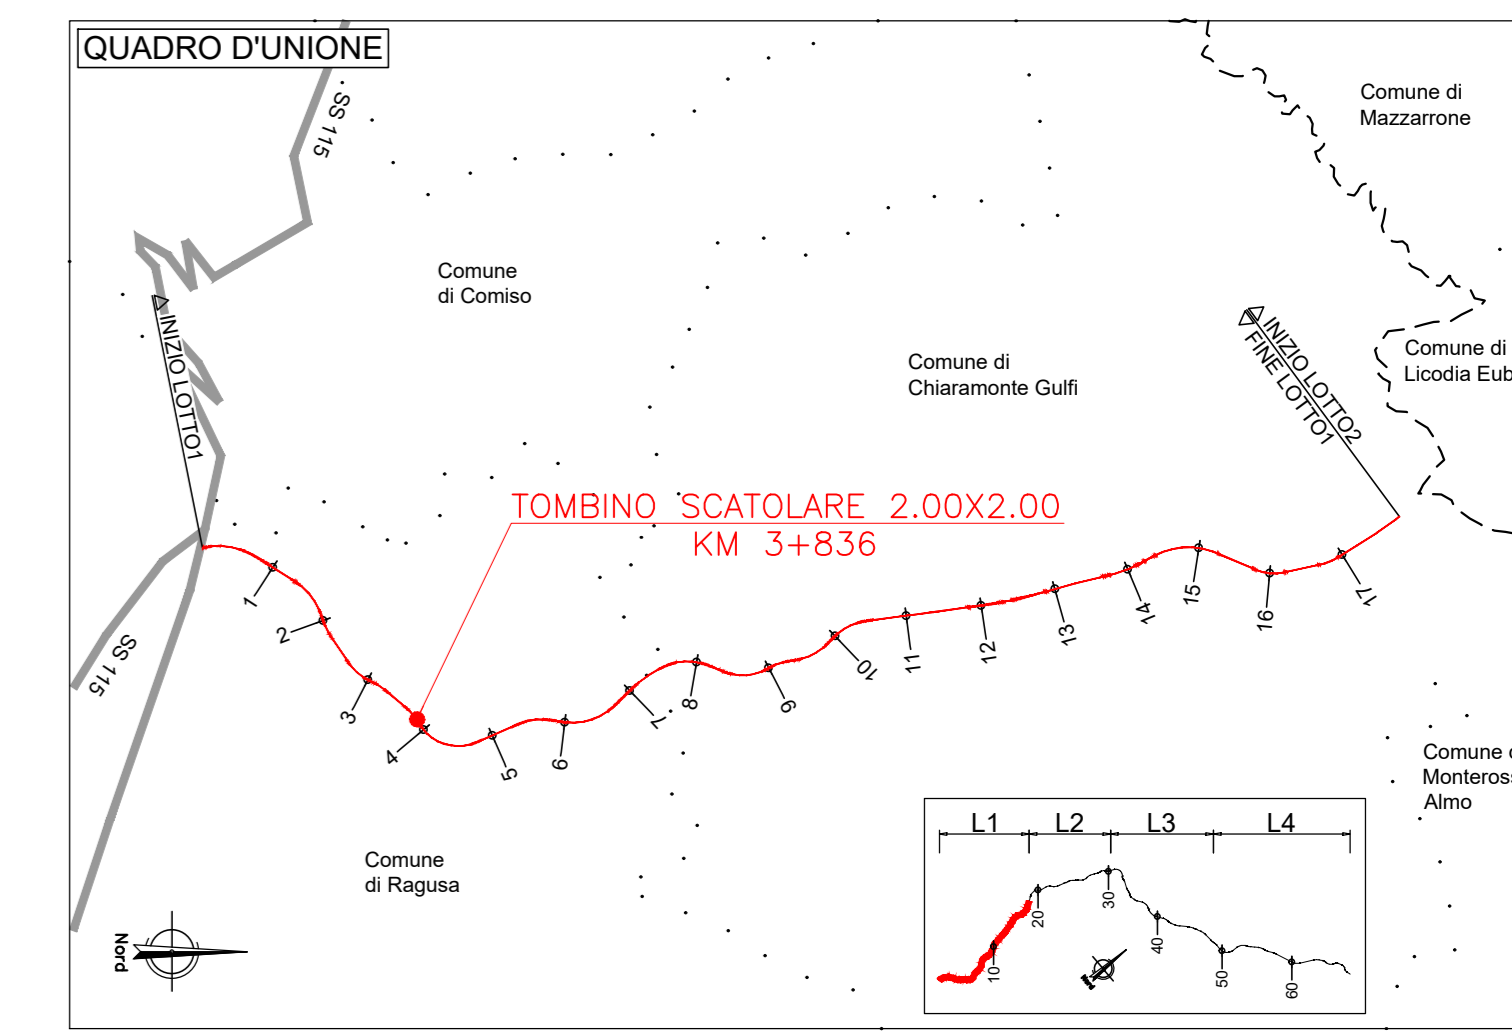 QUADRO D'UNIONE
SS 115
Comune di
Mazzarrone
Comune
di Comiso
INIZIO LOTTO1
Comune di
Chiaramonte Gulfi
INIZIO LOTTO2
FINE LOTTO1
Comune di
Licodia Eub
TOMBINO SCATOLARE 2.00X2.00
KM 3+836
1
2
3
4
5
6
7
8
9
10
11
12
13
14
15
16
17
SS 115
Comune
di Ragusa
Comune
Monteros
Almo
Nord
L1 L2 L3 L4
10
20
30
40
50
60
Nord